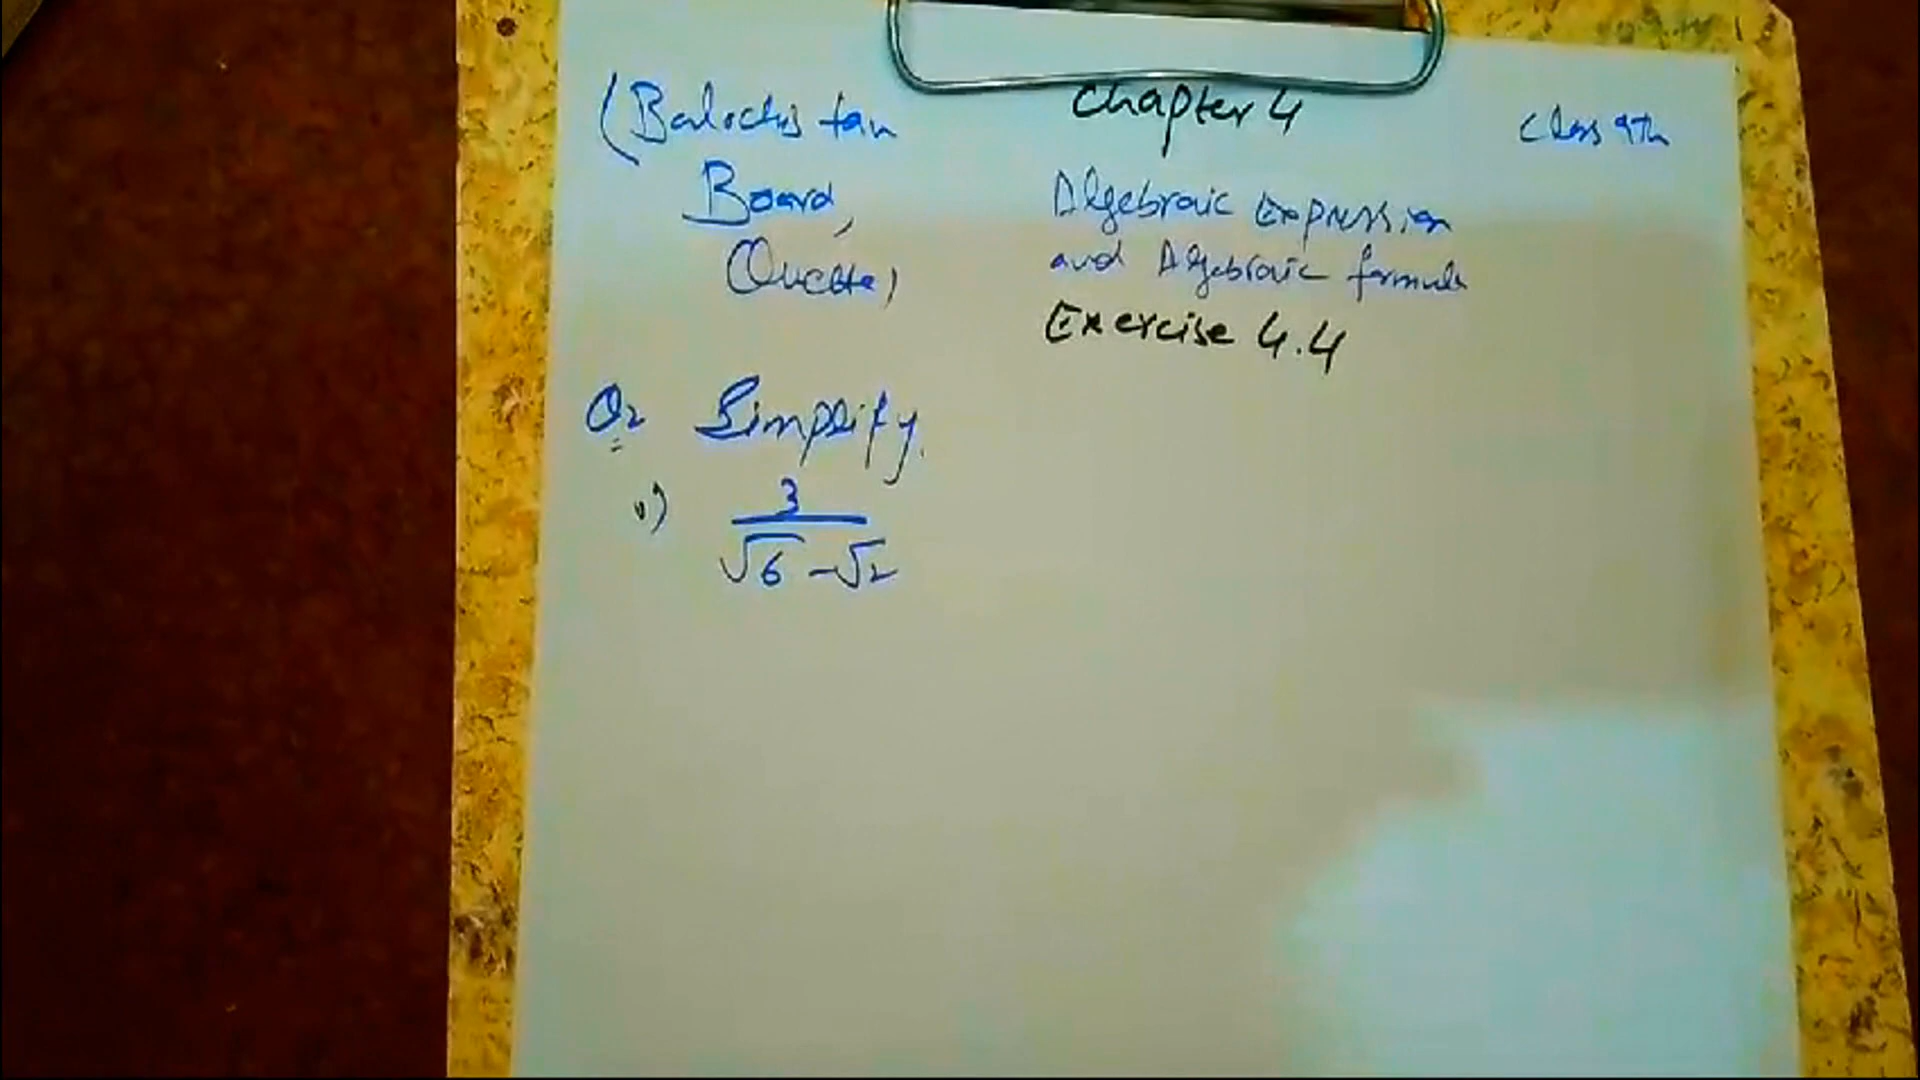 (Balochistan
Board,
Quetta)
Chapter 4
Algebraic Expression
and Algebraic formula
Exercise 4.4
Class 9th
Q2 Simplify.
3
√6 - √2